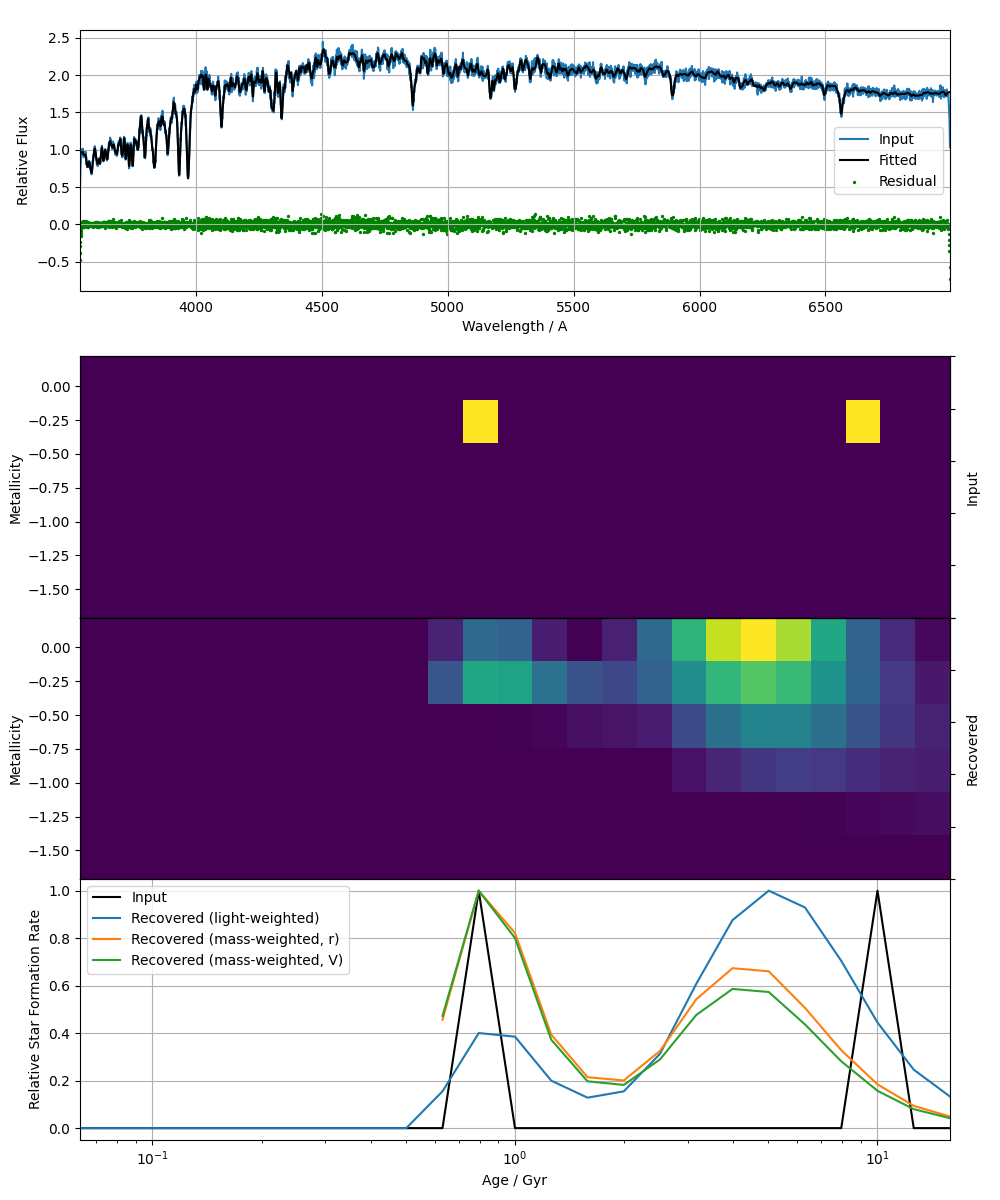 2.5
2.0
1.5
1.0
0.5
0.0
−0.5
Relative Flux
Input
Fitted
Residual
4000 4500 5000 5500 6000 6500
Wavelength / A
0.00
−0.25
−0.50
−0.75
−1.00
−1.25
−1.50
Metallicity
Input
0.00
−0.25
−0.50
−0.75
−1.00
−1.25
−1.50
Metallicity
Recovered
1.0
0.8
0.6
0.4
0.2
0.0
Relative Star Formation Rate
Input
Recovered (light-weighted)
Recovered (mass-weighted, r)
Recovered (mass-weighted, V)
10⁻¹ 10⁰ 10¹
Age / Gyr